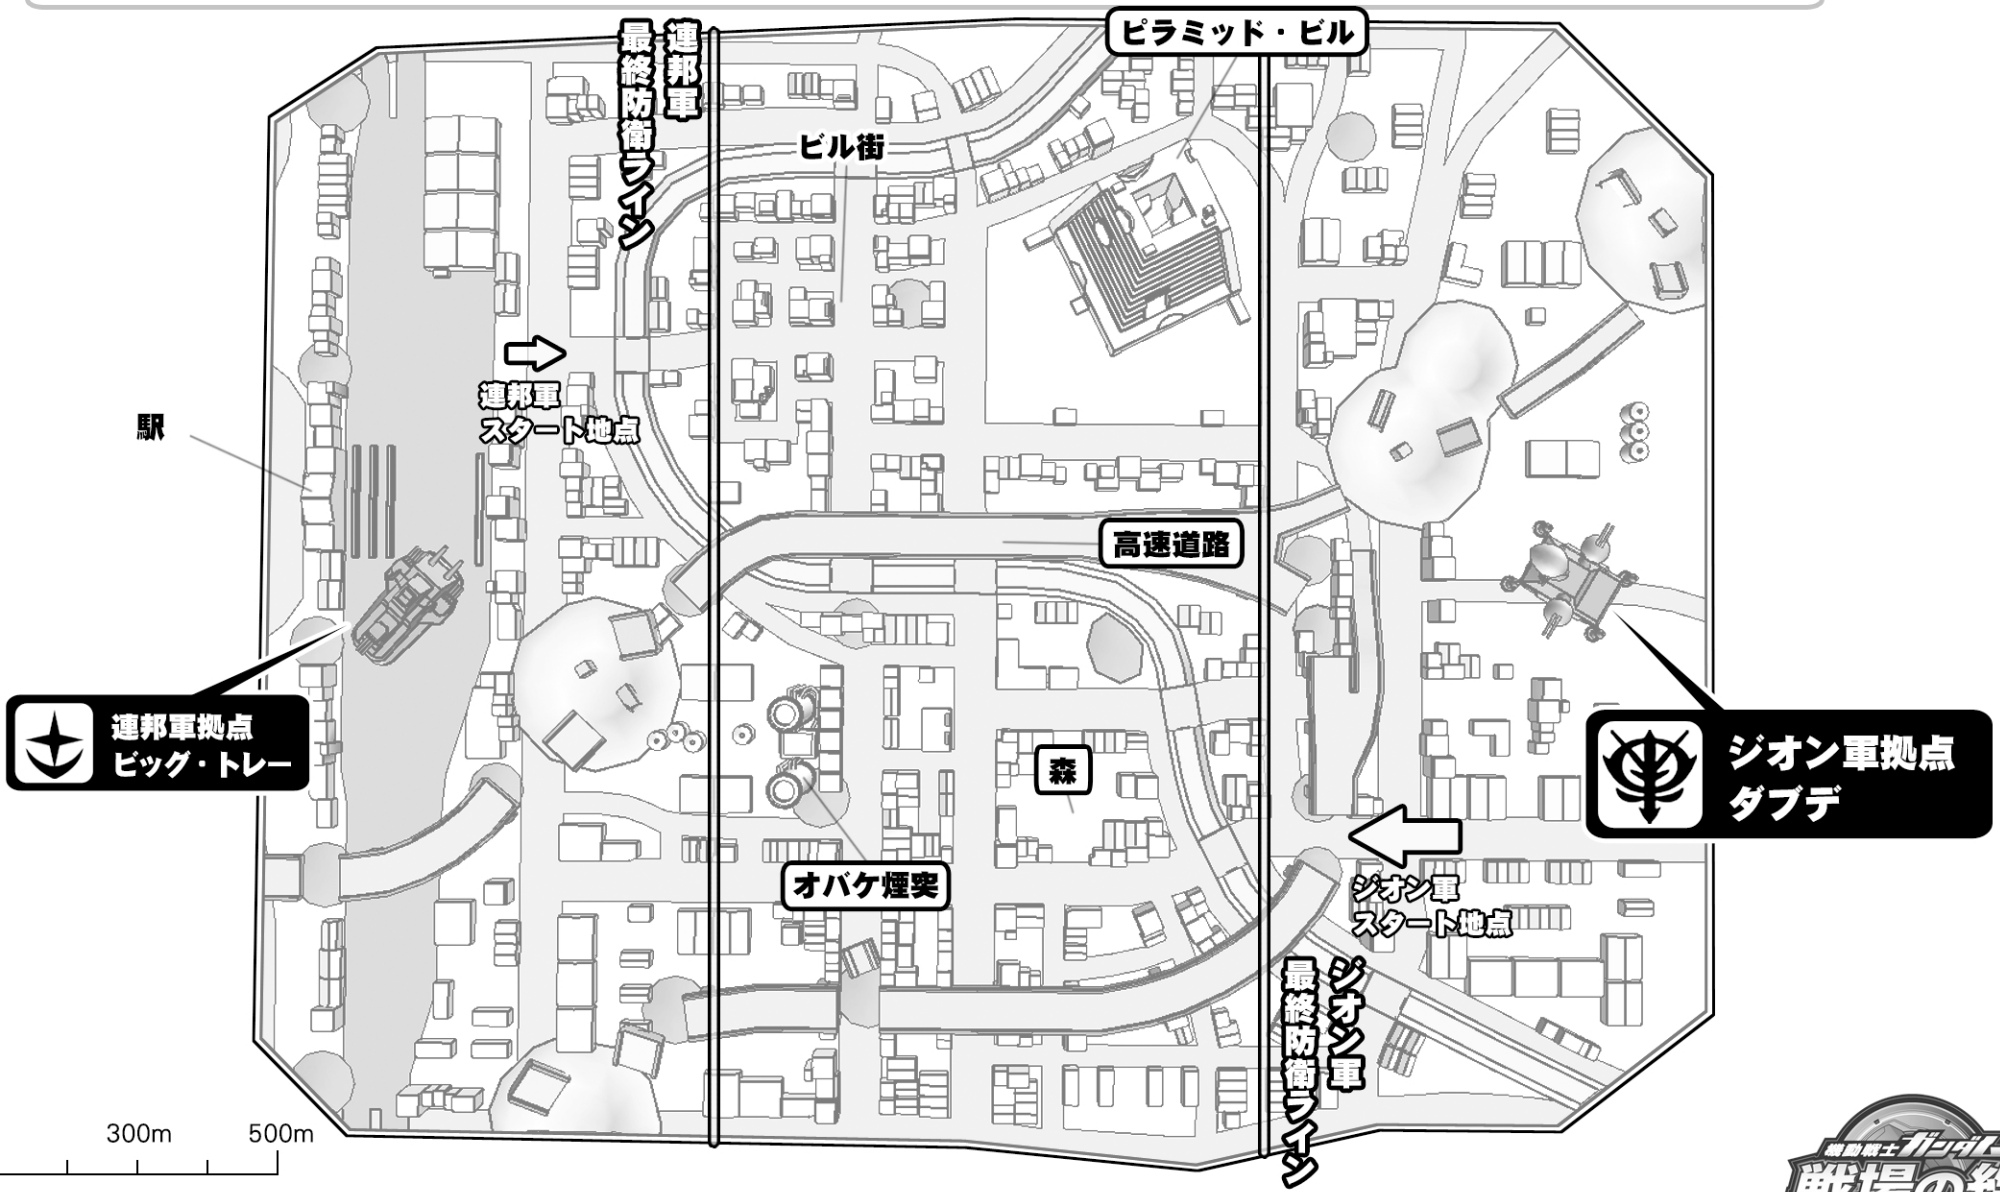 ピラミッド・ビル
連邦軍
最終防衛ライン
ビル街
連邦軍
スタート地点
駅
高速道路
連邦軍拠点
ビッグ・トレー
ジオン軍拠点
ダブデ
森
オバケ煙突
ジオン軍
スタート地点
ジオン軍
最終防衛ライン
300m 500m
機動戦士ガンダム
戦場の絆